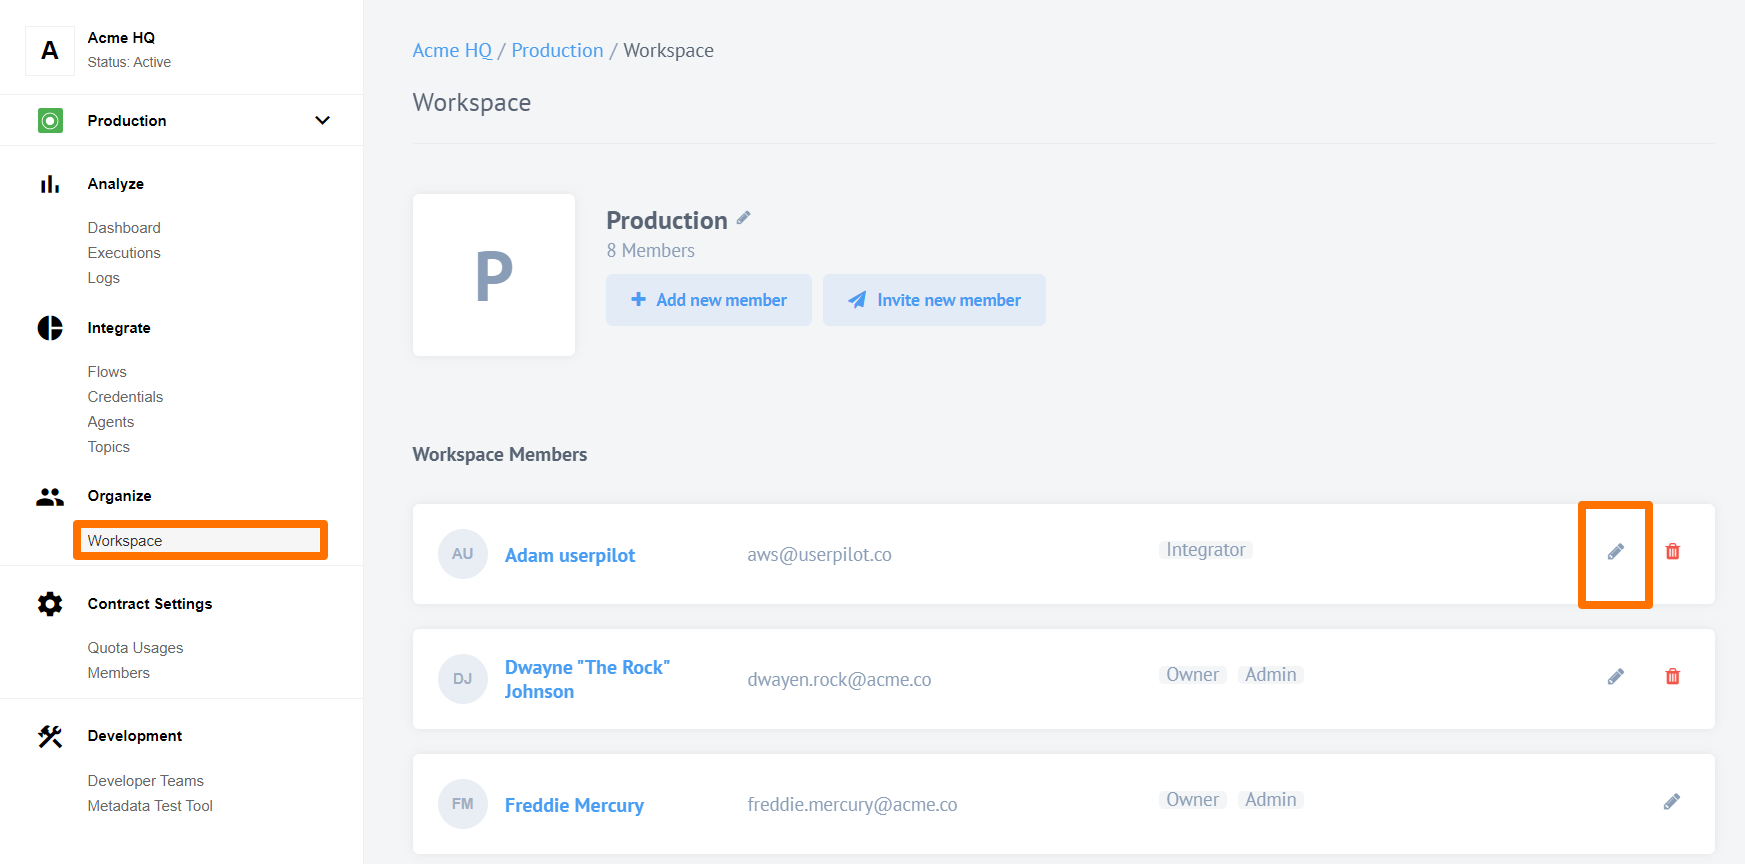 A
Acme HQ
Status: Active
Production
Analyze
Dashboard
Executions
Logs
Integrate
Flows
Credentials
Agents
Topics
Organize
Workspace
Contract Settings
Quota Usages
Members
Development
Developer Teams
Metadata Test Tool
Acme HQ / Production / Workspace
Workspace
P
Production
8 Members
Add new member
Invite new member
Workspace Members
AU
Adam userpilot
aws@userpilot.co
Integrator
DJ
Dwayne "The Rock"
Johnson
dwayen.rock@acme.co
Owner Admin
FM
Freddie Mercury
freddie.mercury@acme.co
Owner Admin